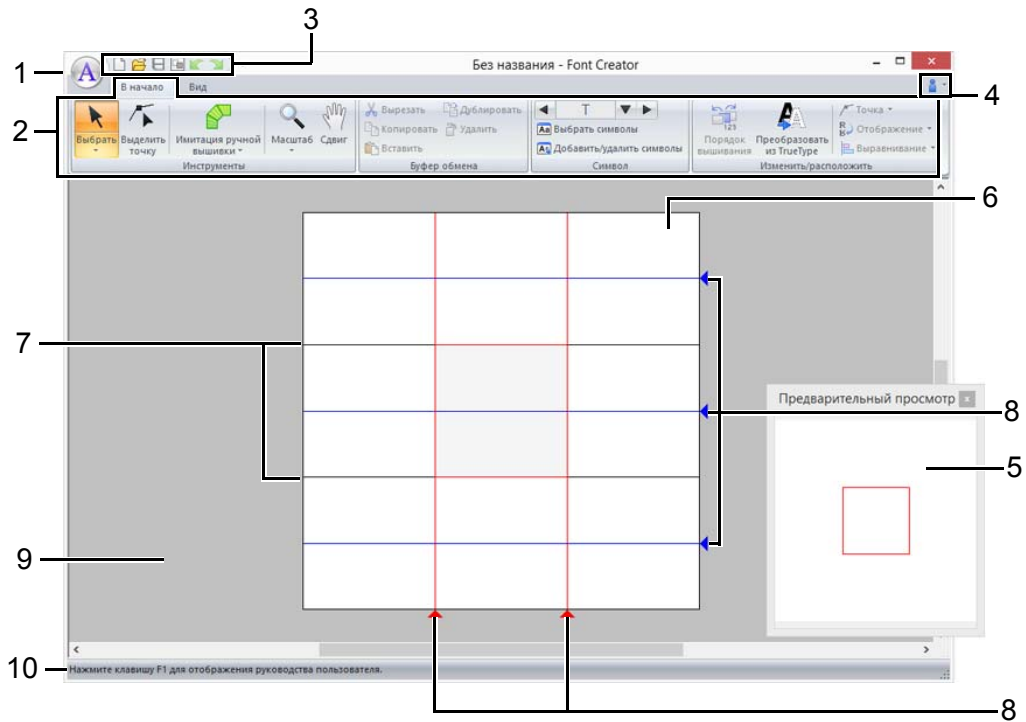 3
Без названия - Font Creator
1
A
В начало Вид
4
2
Выбрать Выделить точку Имитация ручной вышивки Масштаб Сдвиг
Инструменты
Вырезать Дублировать
Копировать Удалить
Вставить
Буфер обмена
T
Aa Выбрать символы
Aa Добавить/удалить символы
Символ
123
Порядок вышивания
A
Преобразовать из TrueType
Точка
Отображение
Выравнивание
Изменить/расположить
6
7
Предварительный просмотр x
8
5
9
10
Нажмите клавишу F1 для отображения руководства пользователя.
8